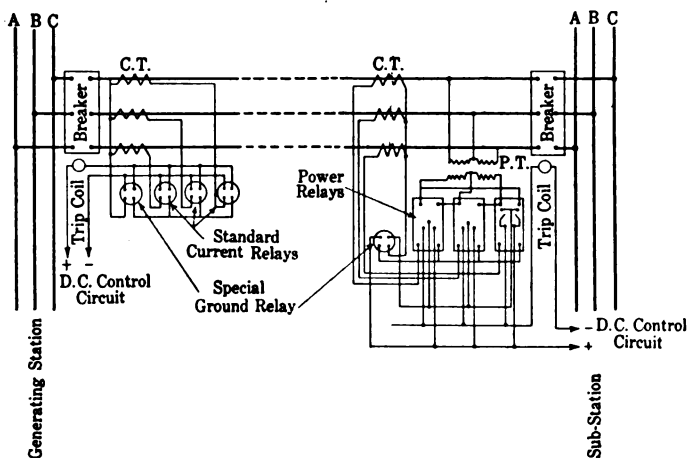 A B C
A B C
C.T.
C.T.
Breaker
Breaker
P.T.
Power
Relays
Trip Coil
Trip Coil
Standard
Current Relays
+ −
D.C. Control
Circuit
Special
Ground Relay
− D.C. Control
+ Circuit
Generating Station
Sub-Station